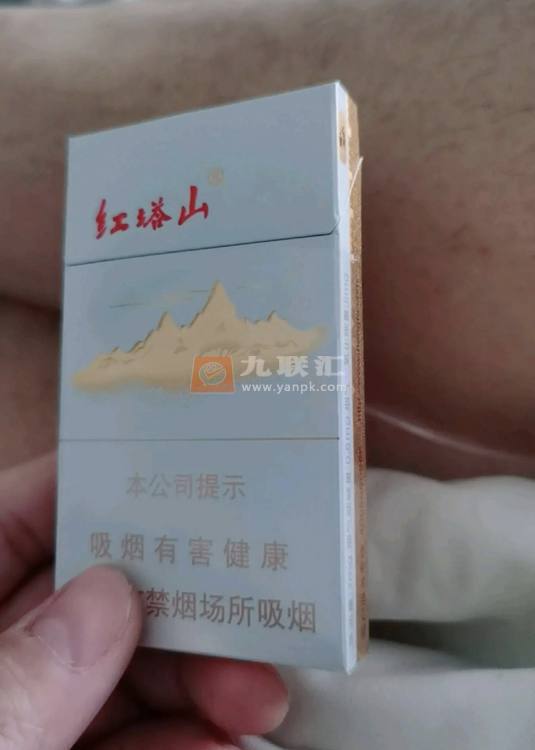 红塔山
九联汇
www.yanpk.com
本公司提示
吸烟有害健康
禁烟场所吸烟